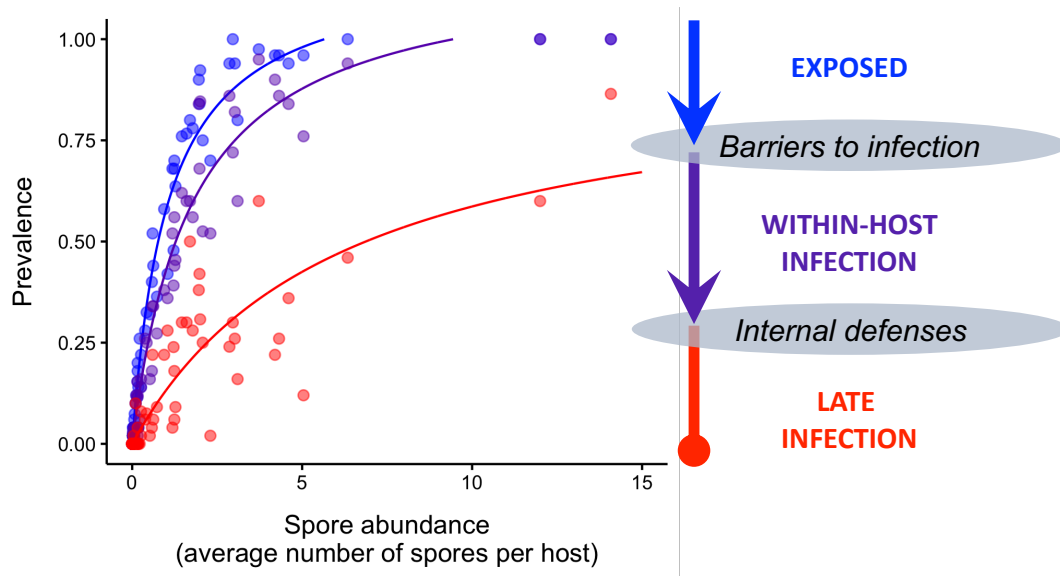 1.00
0.75
0.50
0.25
0.00
Prevalence
0
5
10
15
Spore abundance
(average number of spores per host)
EXPOSED
Barriers to infection
WITHIN-HOST
INFECTION
Internal defenses
LATE
INFECTION